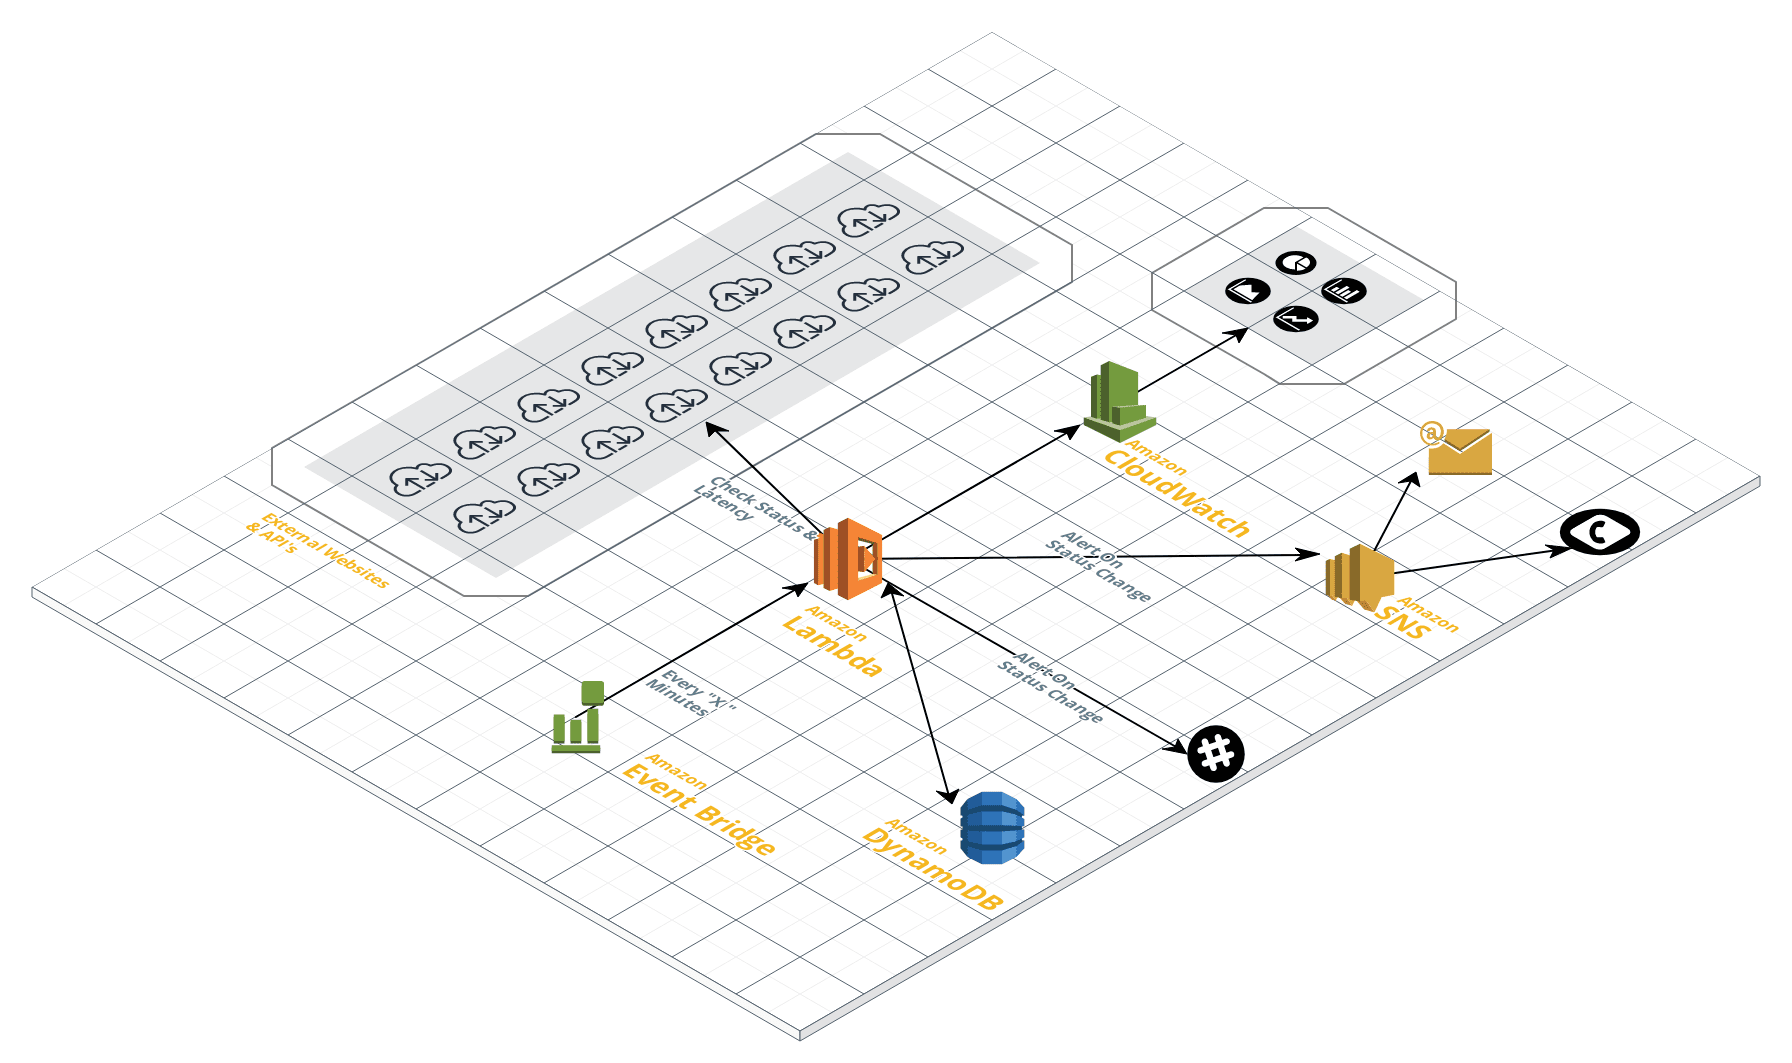 Amazon
CloudWatch
Check Status &
Latency
External Websites
& API's
Alert On
Status Change
Amazon
SNS
Amazon
Lambda
Alert On
Status Change
Every "X"
Minutes
Amazon
Event Bridge
Amazon
DynamoDB
@